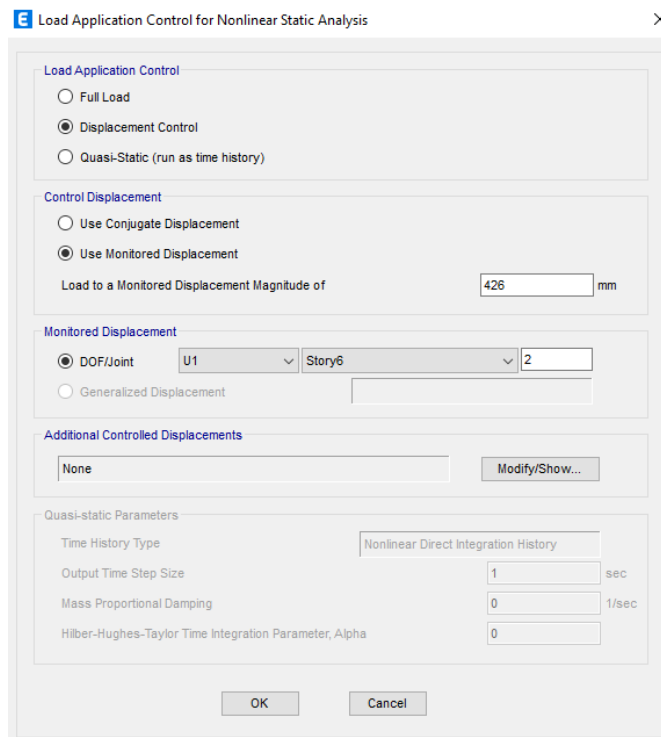 E Load Application Control for Nonlinear Static Analysis
Load Application Control
Full Load
Displacement Control
Quasi-Static (run as time history)
Control Displacement
Use Conjugate Displacement
Use Monitored Displacement
Load to a Monitored Displacement Magnitude of 426 mm
Monitored Displacement
DOF/Joint U1 Story6 2
Generalized Displacement
Additional Controlled Displacements
None Modify/Show...
Quasi-static Parameters
Time History Type Nonlinear Direct Integration History
Output Time Step Size 1 sec
Mass Proportional Damping 0 1/sec
Hilber-Hughes-Taylor Time Integration Parameter, Alpha 0
OK Cancel